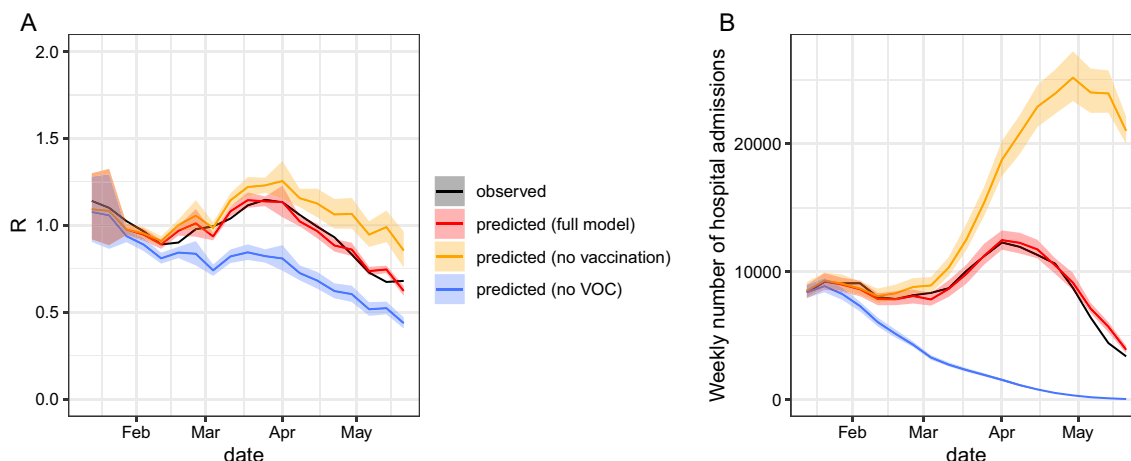 A
R
2.0
1.5
1.0
0.5
0.0
Feb Mar Apr May
date
observed
predicted (full model)
predicted (no vaccination)
predicted (no VOC)
B
Weekly number of hospital admissions
20000
10000
0
Feb Mar Apr May
date